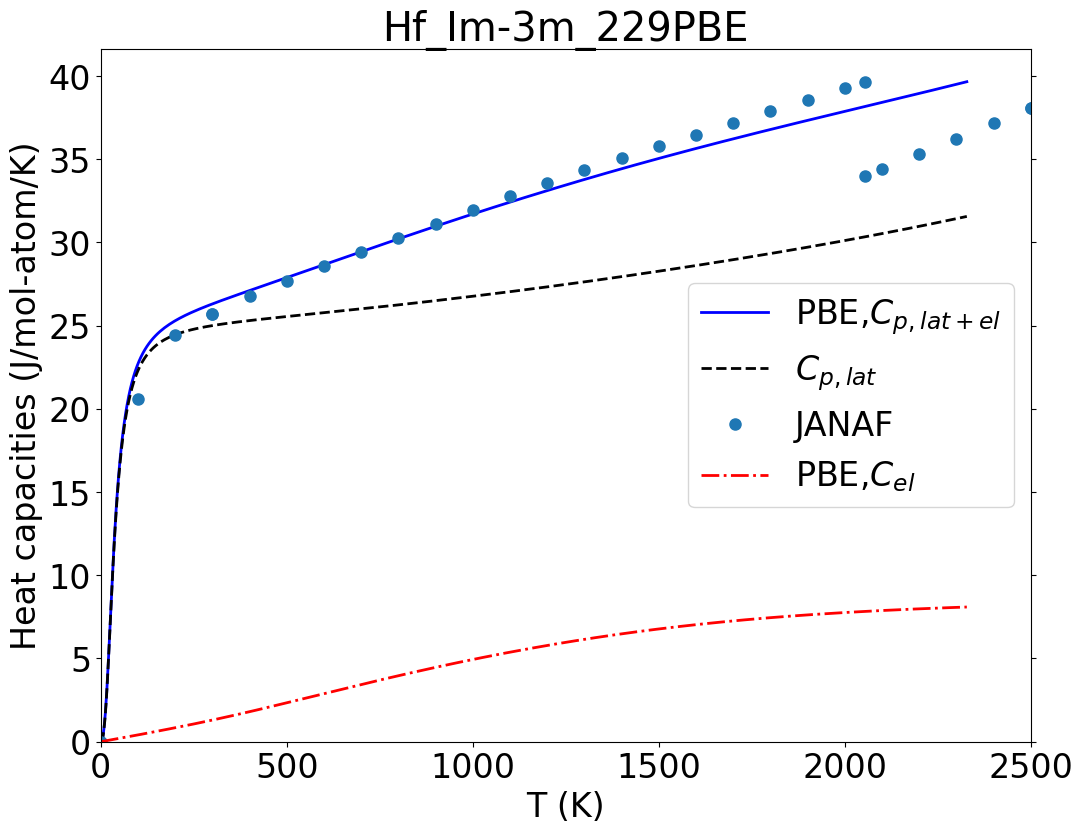 Hf_Im-3m_229PBE
Heat capacities (J/mol-atom/K)
40
35
30
25
20
15
10
5
0
PBE,C_{p, lat+el}
C_{p, lat}
JANAF
PBE,C_{el}
0 500 1000 1500 2000 2500
T (K)